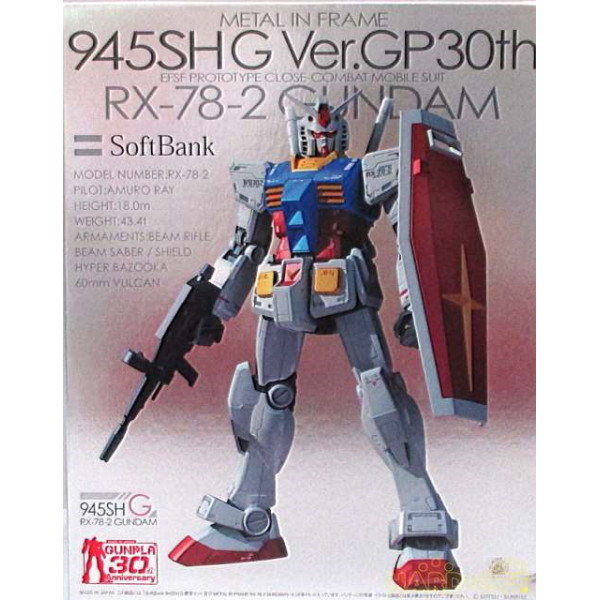 METAL IN FRAME
945SH G Ver.GP30th
EFSF PROTOTYPE CLOSE-COMBAT MOBILE SUIT
RX-78-2 GUNDAM
SoftBank
MODEL NUMBER:RX-78-2
PILOT:AMURO RAY
HEIGHT:18.0m
WEIGHT:43.4t
ARMAMENTS:BEAM RIFLE
BEAM SABER / SHIELD
HYPER BAZOOKA
60mm VULCAN
945SH G
RX-78-2 GUNDAM
GUNPLA
30th
Anniversary